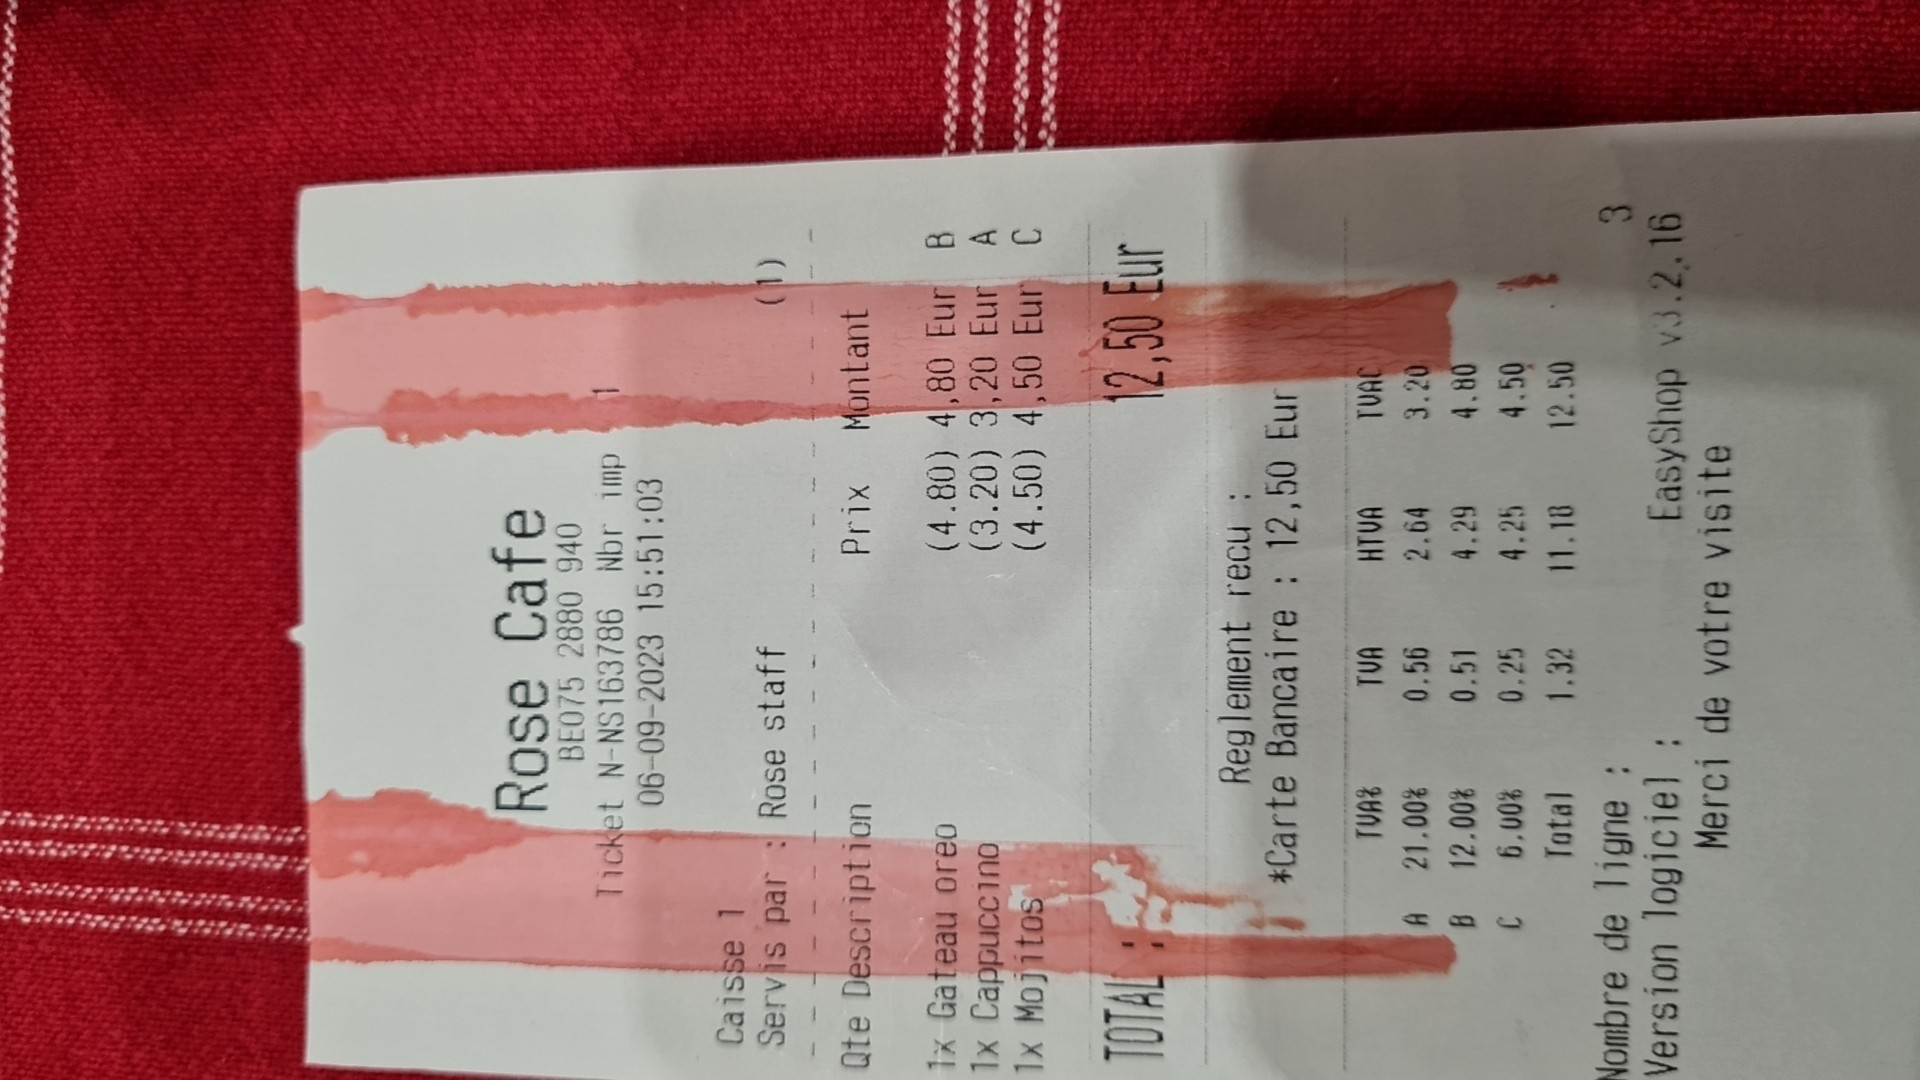 Rose Cafe
BE075 2880 940
Ticket N-NS163786 Nbr imp 1
06-09-2023 15:51:03
Caisse 1
Servis par : Rose staff (1)
Qte Description Prix Montant
1x Gateau oreo (4.80) 4,80 Eur B
1x Cappuccino (3.20) 3,20 Eur A
1x Mojitos (4.50) 4,50 Eur C
TOTAL : 12,50 Eur
Reglement recu :
*Carte Bancaire : 12,50 Eur
TVA% TVA HTVA TVAC
A 21.00% 0.56 2.64 3.20
B 12.00% 0.51 4.29 4.80
C 6.00% 0.25 4.25 4.50
Total 1.32 11.18 12.50
Nombre de ligne : 3
Version logiciel : EasyShop v3.2.16
Merci de votre visite